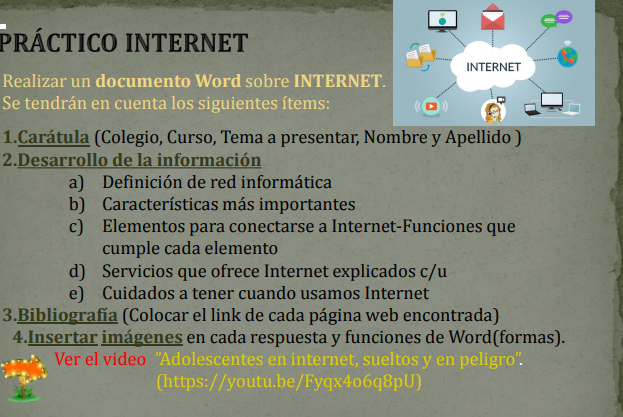 PRÁCTICO INTERNET
INTERNET
Realizar un documento Word sobre INTERNET.
Se tendrán en cuenta los siguientes ítems:
1.Carátula (Colegio, Curso, Tema a presentar, Nombre y Apellido )
2.Desarrollo de la información
a) Definición de red informática
b) Características más importantes
c) Elementos para conectarse a Internet-Funciones que
cumple cada elemento
d) Servicios que ofrece Internet explicados c/u
e) Cuidados a tener cuando usamos Internet
3.Bibliografía (Colocar el link de cada página web encontrada)
4.Insertar imágenes en cada respuesta y funciones de Word(formas).
Ver el video "Adolescentes en internet, sueltos y en peligro".
(https://youtu.be/Fyqx4o6q8pU)